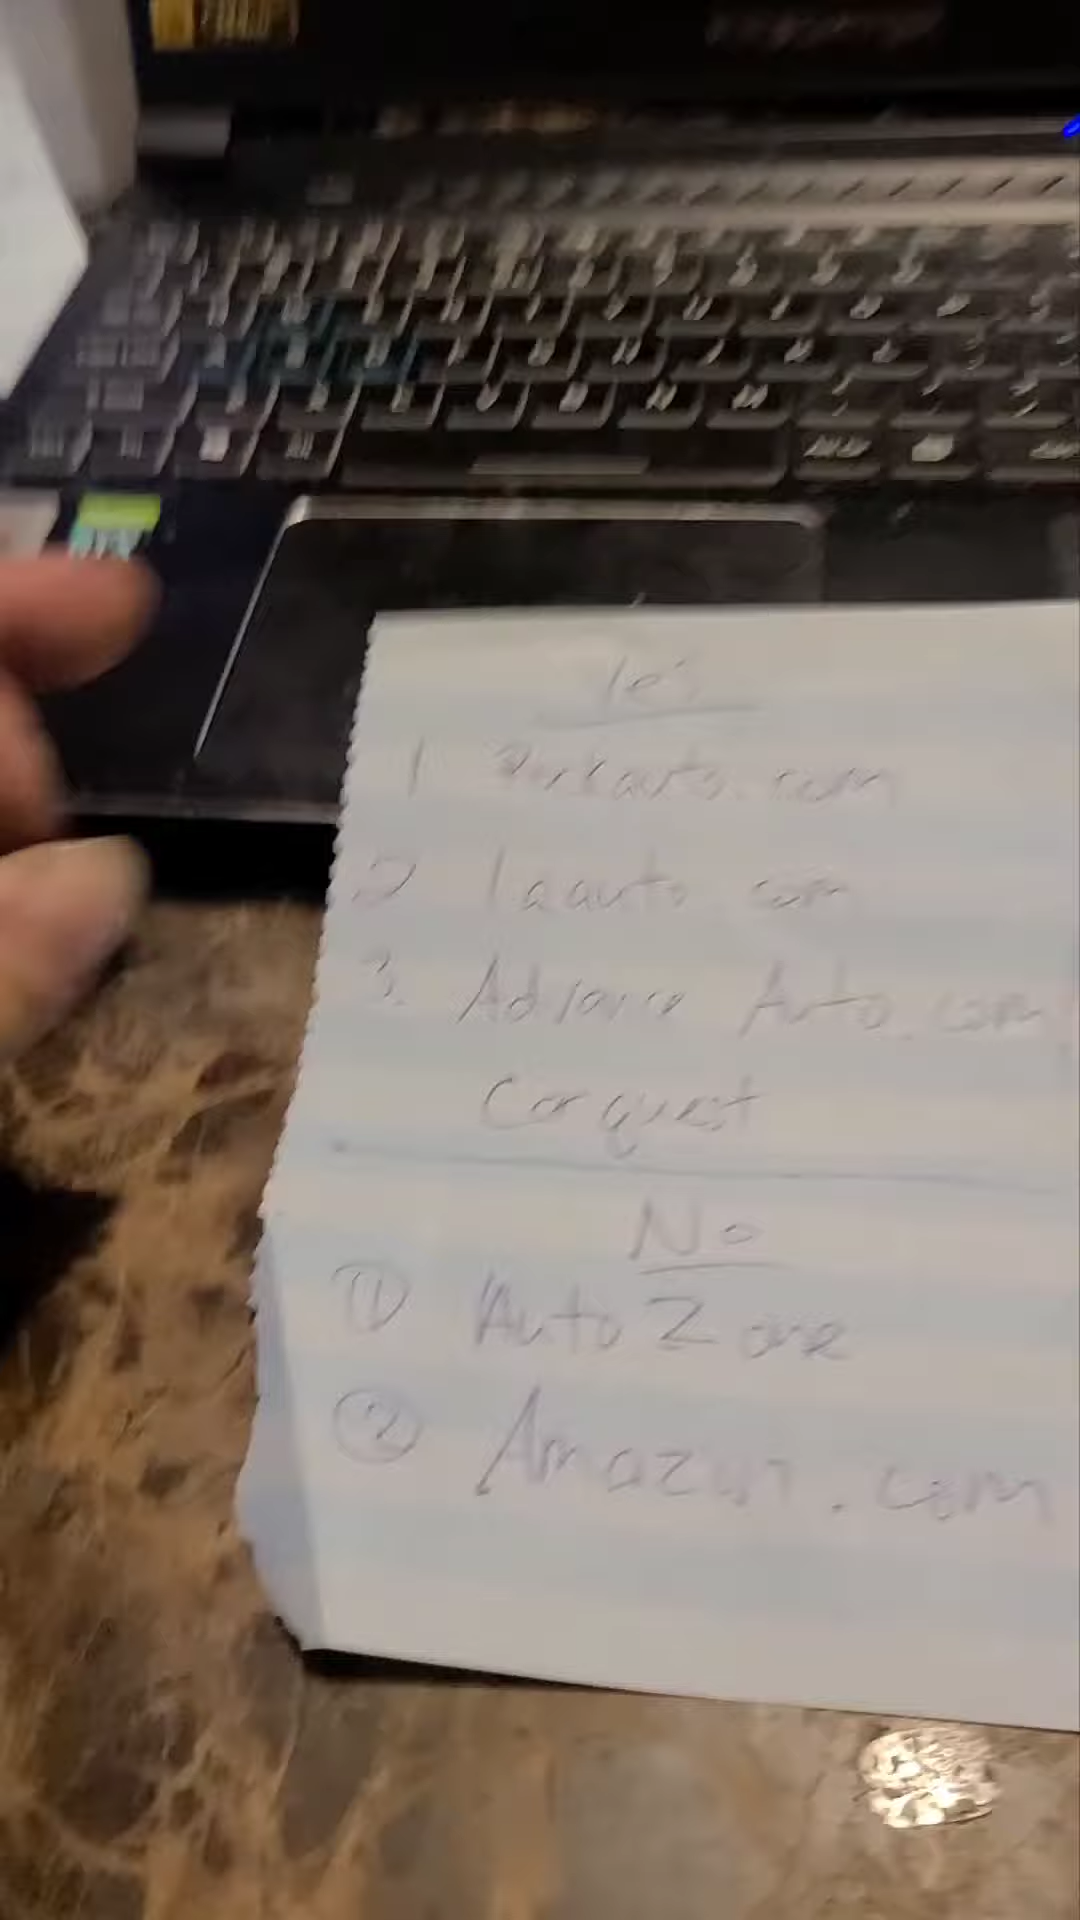 Yes
1 Rockauto.com
2 1aauto.com
3. Advance Auto.com
Carquest
No
① AutoZone
② Amazon.com